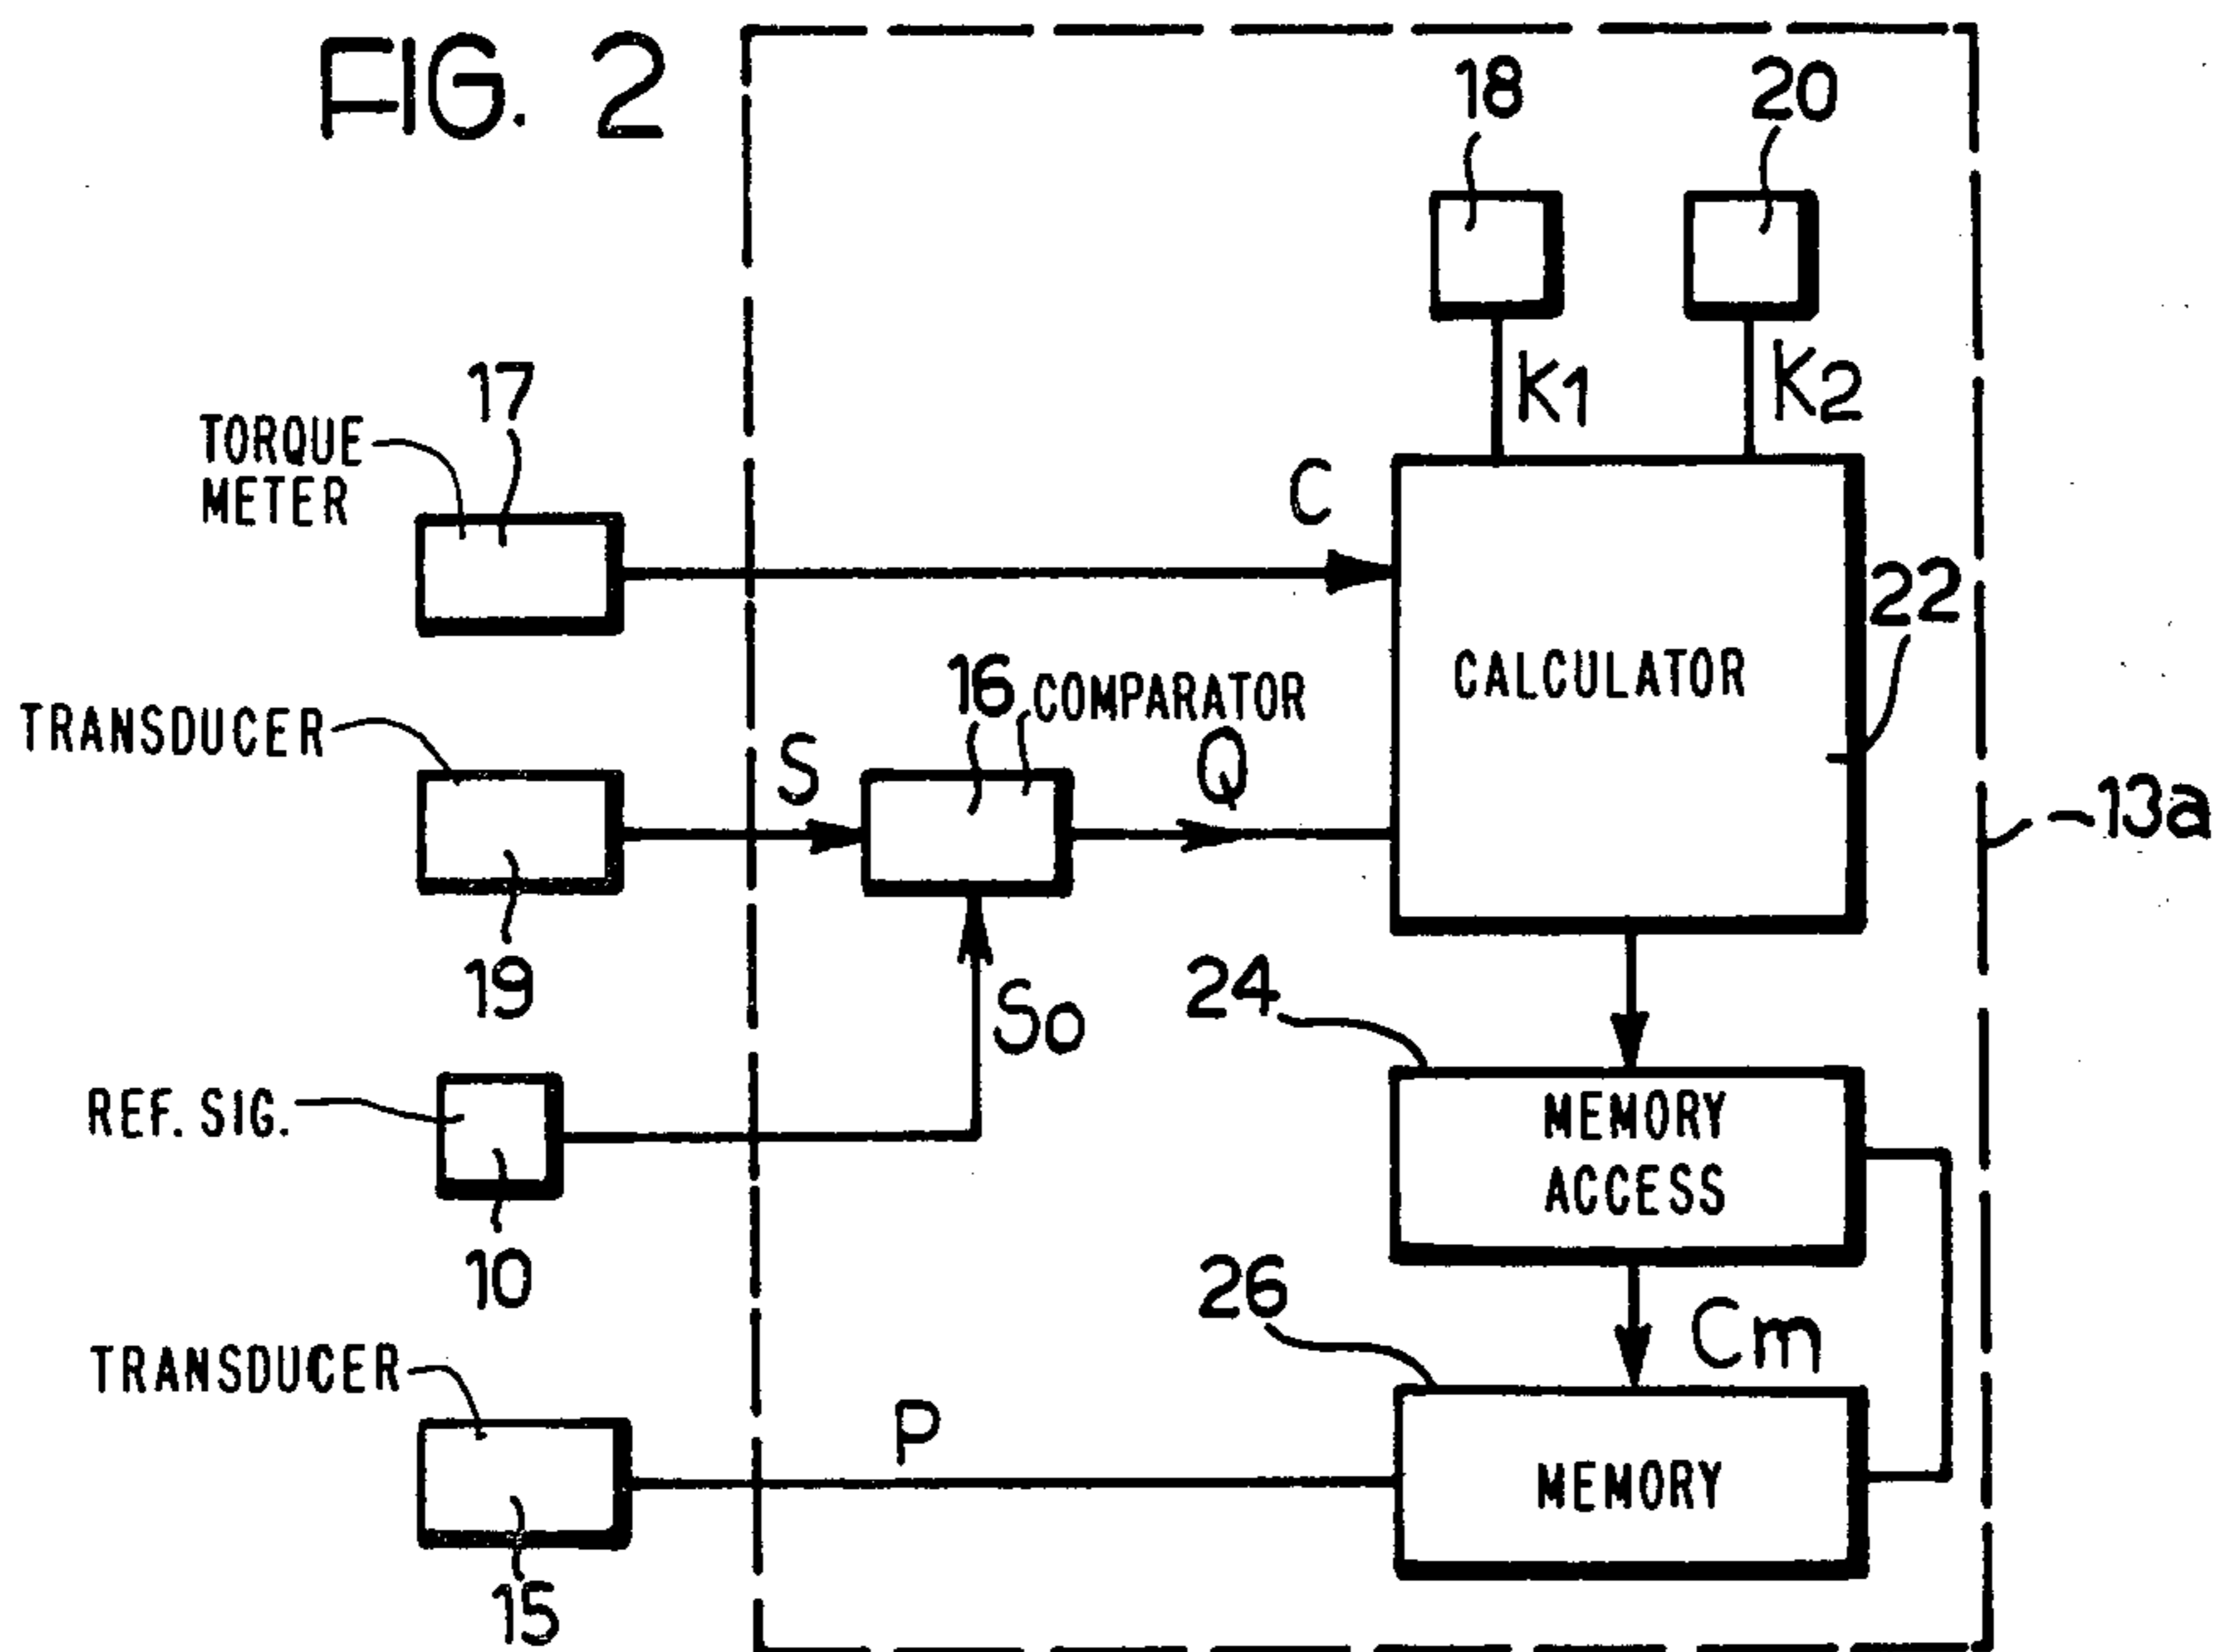 FIG. 2
18
20
K1
K2
17
TORQUE
METER
C
22
CALCULATOR
16
COMPARATOR
TRANSDUCER
S
Q
13a
19
24
So
MEMORY
ACCESS
REF. SIG.
10
26
Cm
TRANSDUCER
P
MEMORY
15